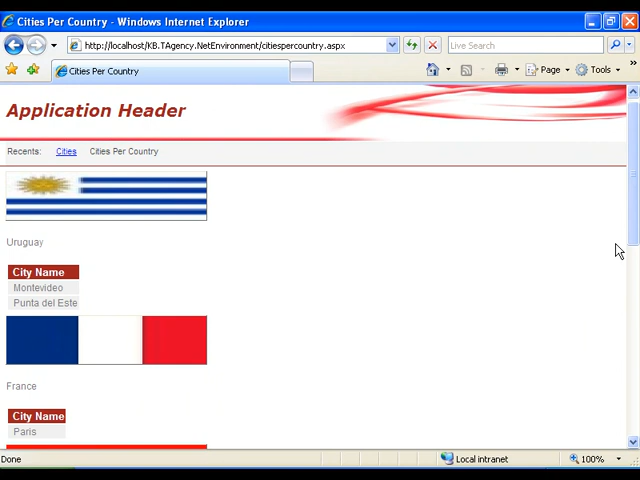 Cities Per Country - Windows Internet Explorer
http://localhost/KB.TAgency.NetEnvironment/citiespercountry.aspx
Live Search
Cities Per Country
Page
Tools
Application Header
Recents: Cities Cities Per Country
Uruguay
City Name
Montevideo
Punta del Este
France
City Name
Paris
Done
Local intranet
100%